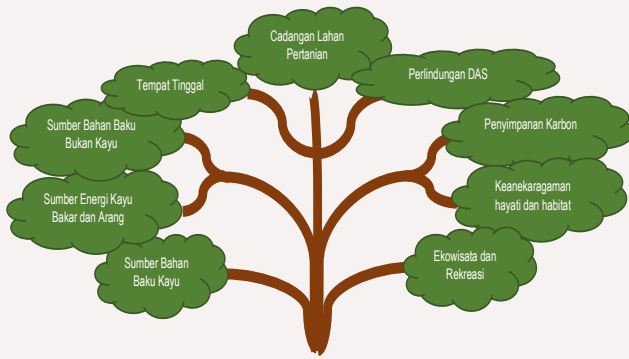 Cadangan Lahan
Pertanian
Tempat Tinggal
Perlindungan DAS
Sumber Bahan Baku
Bukan Kayu
Penyimpanan Karbon
Sumber Energi Kayu
Bakar dan Arang
Keanekaragaman
hayati dan habitat
Sumber Bahan
Baku Kayu
Ekowisata dan
Rekreasi